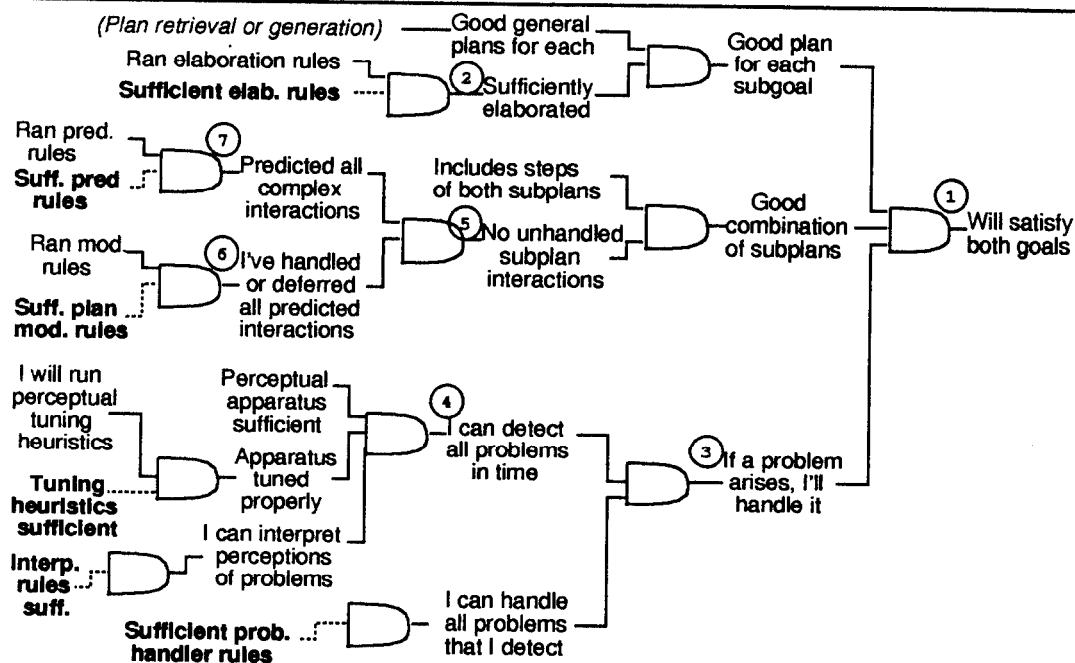 (Plan retrieval or generation)
Good general
plans for each
Ran elaboration rules
Sufficient elab. rules
2
Sufficiently
elaborated
Good plan
for each
subgoal
Ran pred.
rules
Suff. pred
rules
7
Predicted all
complex
interactions
Ran mod
rules
Suff. plan
mod. rules
6
I've handled
or deferred
all predicted
interactions
Includes steps
of both subplans
5
No unhandled
subplan
interactions
Good
combination
of subplans
1
Will satisfy
both goals
I will run
perceptual
tuning
heuristics
Tuning
heuristics
sufficient
Perceptual
apparatus
sufficient
Apparatus
tuned
properly
Interp.
rules
suff.
I can interpret
perceptions
of problems
4
can detect
all problems
in time
Sufficient prob.
handler rules
I can handle
all problems
that I detect
3
If a problem
arises, I'll
handle it